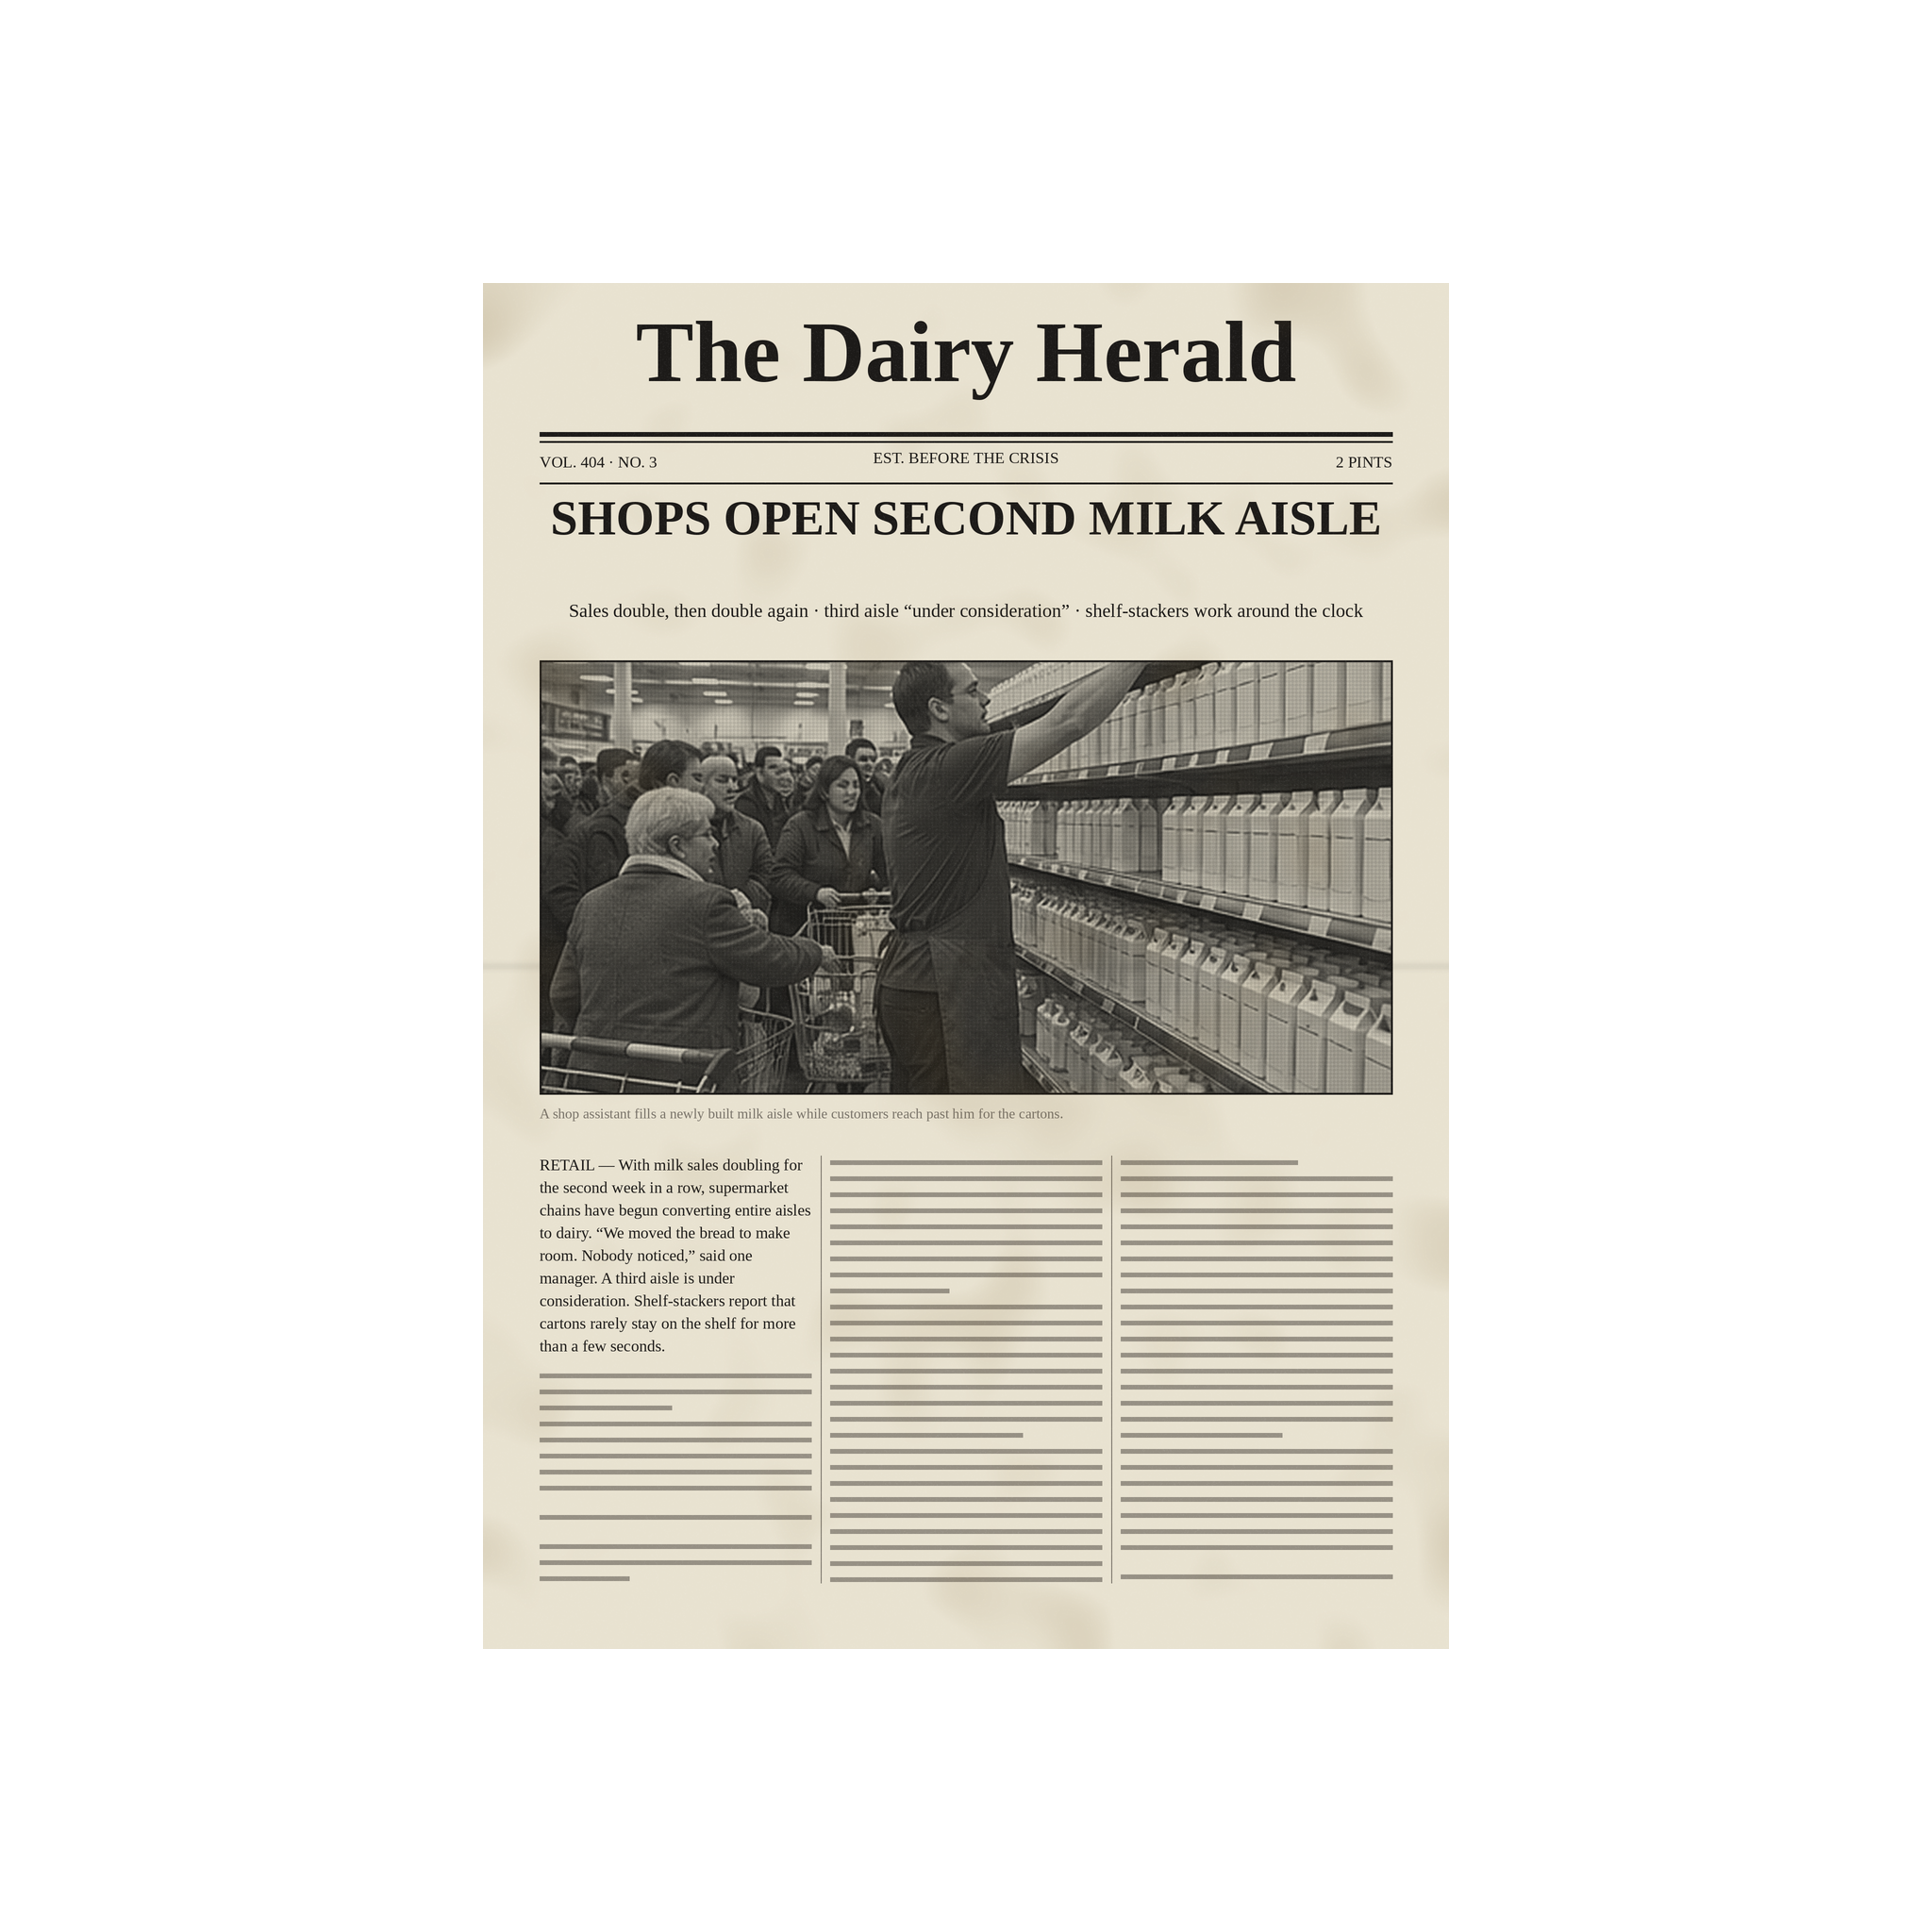 The Dairy Herald
VOL. 404 · NO. 3
EST. BEFORE THE CRISIS
2 PINTS
SHOPS OPEN SECOND MILK AISLE
Sales double, then double again · third aisle “under consideration” · shelf-stackers work around the clock
A shop assistant fills a newly built milk aisle while customers reach past him for the cartons.
RETAIL — With milk sales doubling for
the second week in a row, supermarket
chains have begun converting entire aisles
to dairy. “We moved the bread to make
room. Nobody noticed,” said one
manager. A third aisle is under
consideration. Shelf-stackers report that
cartons rarely stay on the shelf for more
than a few seconds.